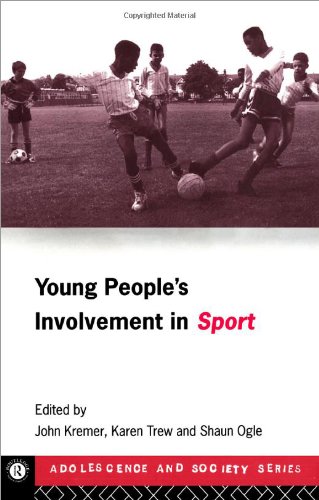 Copyrighted Material
Young People's
Involvement in Sport
Edited by
John Kremer, Karen Trew and Shaun Ogle
ROUTLEDGE
R
ADOLESCENCE AND SOCIETY SERIES